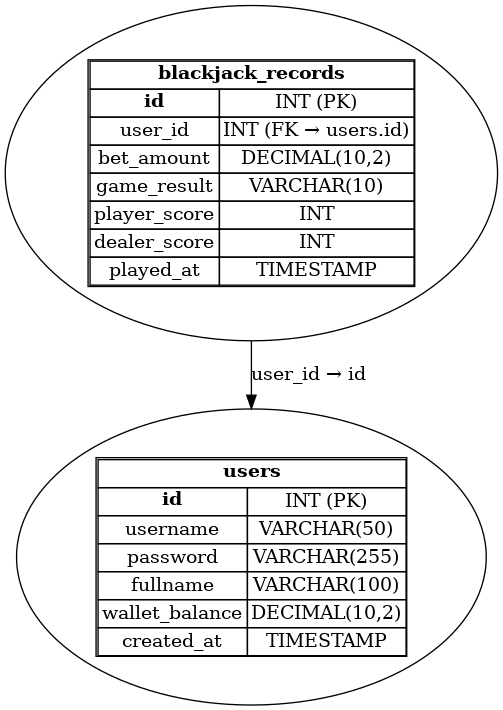 blackjack_records
id INT (PK)
user_id INT (FK → users.id)
bet_amount DECIMAL(10,2)
game_result VARCHAR(10)
player_score INT
dealer_score INT
played_at TIMESTAMP
user_id → id
users
id INT (PK)
username VARCHAR(50)
password VARCHAR(255)
fullname VARCHAR(100)
wallet_balance DECIMAL(10,2)
created_at TIMESTAMP